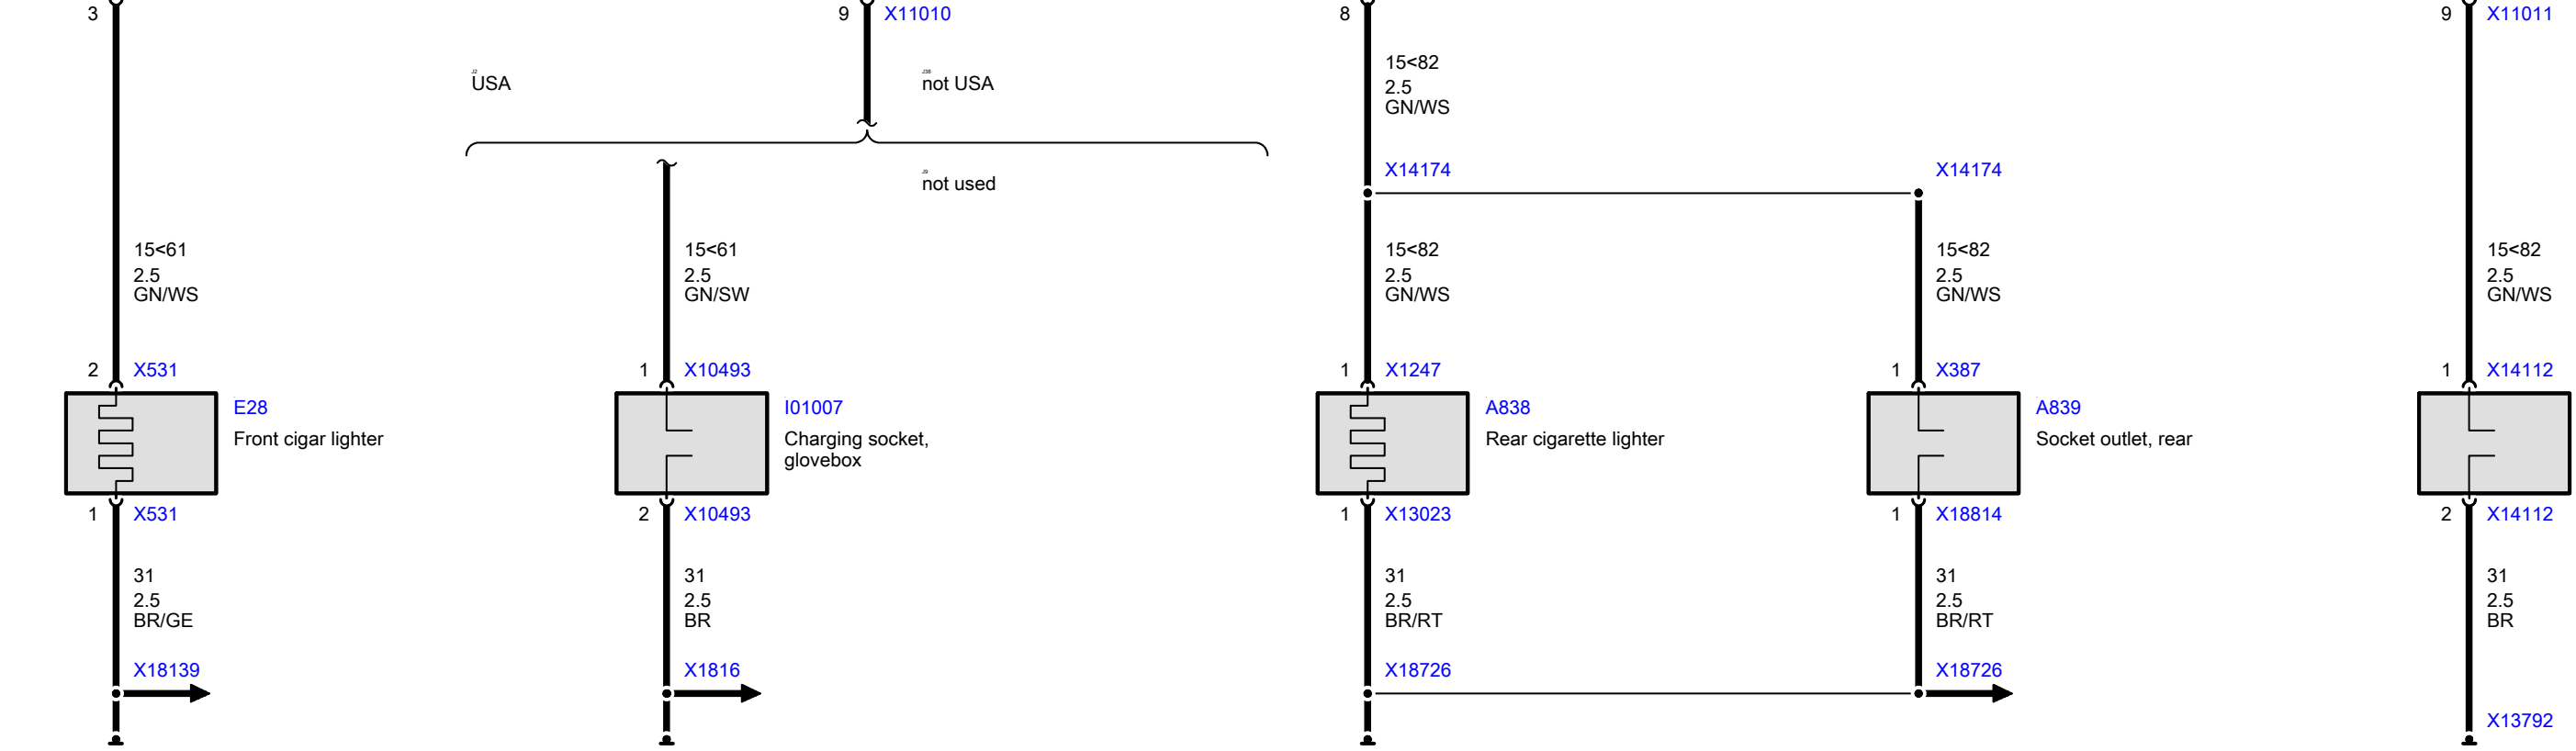 3
9 X11010
8
9 X11011
USA
not USA
not used
15<82
2.5
GN/WS
X14174
X14174
15<61
2.5
GN/WS
15<61
2.5
GN/SW
15<82
2.5
GN/WS
15<82
2.5
GN/WS
15<82
2.5
GN/WS
2 X531
1 X10493
1 X1247
1 X387
1 X14112
E28
Front cigar lighter
I01007
Charging socket,
glovebox
A838
Rear cigarette lighter
A839
Socket outlet, rear
1 X531
2 X10493
1 X13023
1 X18814
2 X14112
31
2.5
BR/GE
31
2.5
BR
31
2.5
BR/RT
31
2.5
BR/RT
31
2.5
BR
X18139
X1816
X18726
X18726
X13792